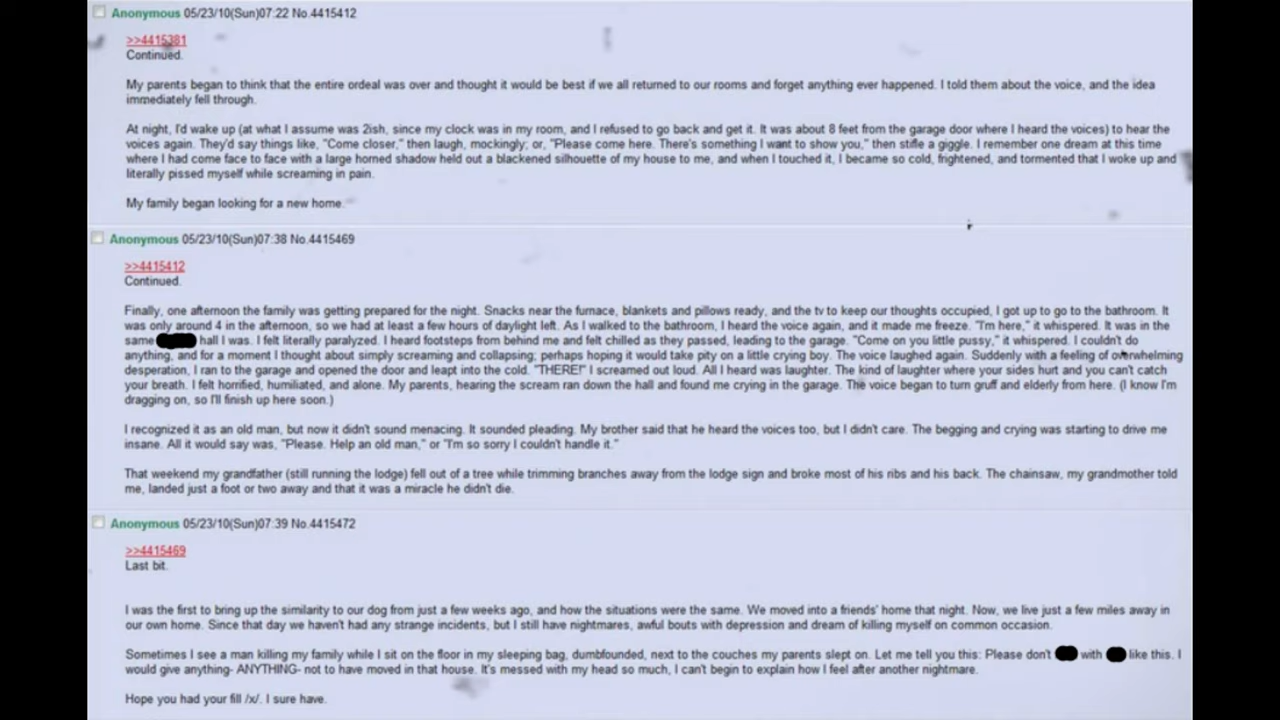 Anonymous 05/23/10(Sun)07:22 No.4415412
>>4415381
Continued.
My parents began to think that the entire ordeal was over and thought it would be best if we all returned to our rooms and forget anything ever happened. I told them about the voice, and the idea
immediately fell through.
At night, I'd wake up (at what I assume was 2ish, since my clock was in my room, and I refused to go back and get it. It was about 8 feet from the garage door where I heard the voices) to hear the
voices again. They'd say things like, "Come closer," then laugh, mockingly; or, "Please come here. There's something I want to show you," then stifle a giggle. I remember one dream at this time
where I had come face to face with a large horned shadow held out a blackened silhouette of my house to me, and when I touched it, I became so cold, frightened, and tormented that I woke up and
literally pissed myself while screaming in pain.
My family began looking for a new home.
Anonymous 05/23/10(Sun)07:38 No.4415469
>>4415412
Continued.
Finally, one afternoon the family was getting prepared for the night. Snacks near the furnace, blankets and pillows ready, and the tv to keep our thoughts occupied, I got up to go to the bathroom. It
was only around 4 in the afternoon, so we had at least a few hours of daylight left. As I walked to the bathroom, I heard the voice again, and it made me freeze. "I'm here," it whispered. It was in the
same hall I was. I felt literally paralyzed. I heard footsteps from behind me and felt chilled as they passed, leading to the garage. "Come on you little pussy," it whispered. I couldn't do
anything, and for a moment I thought about simply screaming and collapsing; perhaps hoping it would take pity on a little crying boy. The voice laughed again. Suddenly with a feeling of overwhelming
desperation, I ran to the garage and opened the door and leapt into the cold. "THERE!" I screamed out loud. All I heard was laughter. The kind of laughter where your sides hurt and you can't catch
your breath. I felt horrified, humiliated, and alone. My parents, hearing the scream ran down the hall and found me crying in the garage. The voice began to turn gruff and elderly from here. (I know I'm
dragging on, so I'll finish up here soon.)
I recognized it as an old man, but now it didn't sound menacing. It sounded pleading. My brother said that he heard the voices too, but I didn't care. The begging and crying was starting to drive me
insane. All it would say was, "Please. Help an old man," or "I'm so sorry I couldn't handle it."
That weekend my grandfather (still running the lodge) fell out of a tree while trimming branches away from the lodge sign and broke most of his ribs and his back. The chainsaw, my grandmother told
me, landed just a foot or two away and that it was a miracle he didn't die.
Anonymous 05/23/10(Sun)07:39 No.4415472
>>4415469
Last bit.
I was the first to bring up the similarity to our dog from just a few weeks ago, and how the situations were the same. We moved into a friends' home that night. Now, we live just a few miles away in
our own home. Since that day we haven't had any strange incidents, but I still have nightmares, awful bouts with depression and dream of killing myself on common occasion.
Sometimes I see a man killing my family while I sit on the floor in my sleeping bag, dumbfounded, next to the couches my parents slept on. Let me tell you this: Please don't with like this. I
would give anything- ANYTHING- not to have moved in that house. It's messed with my head so much, I can't begin to explain how I feel after another nightmare.
Hope you had your fill /x/. I sure have.